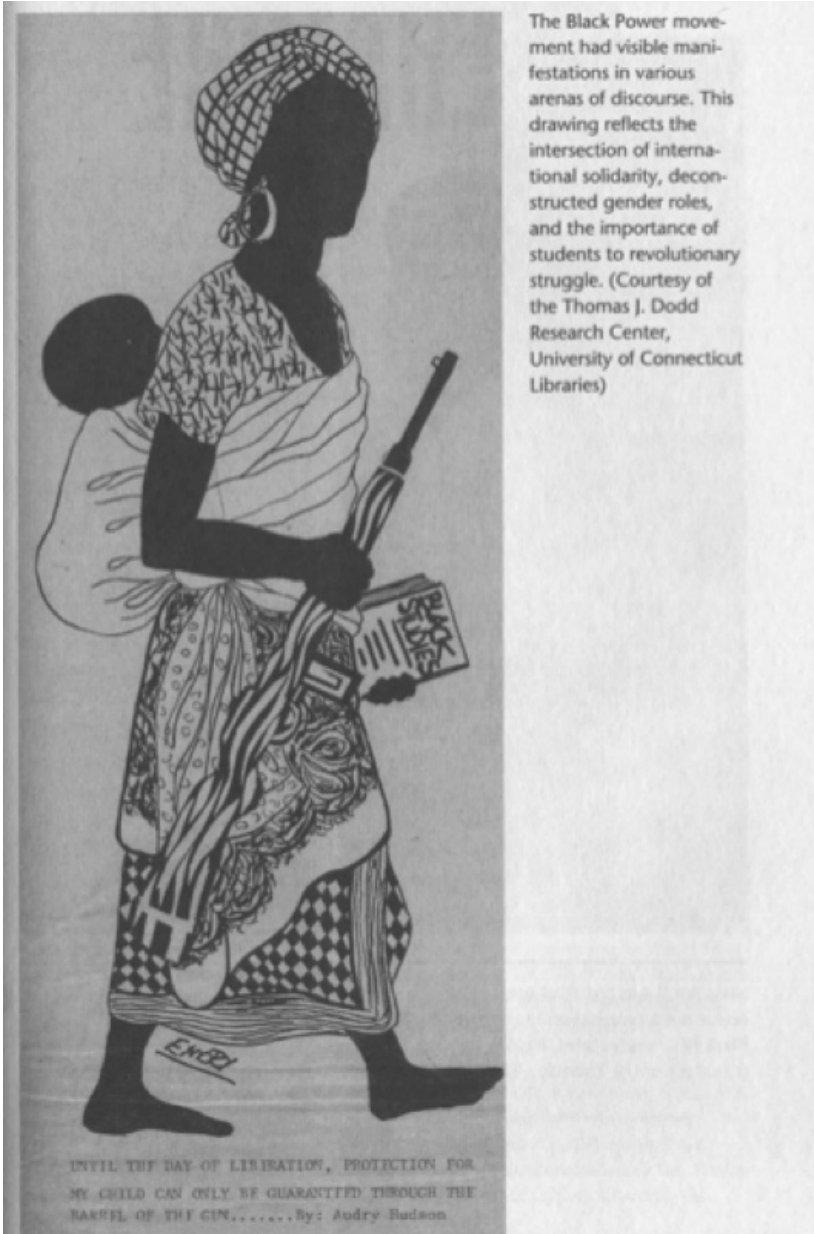 The Black Power move-
ment had visible mani-
festations in various
arenas of discourse. This
drawing reflects the
intersection of interna-
tional solidarity, decon-
structed gender roles,
and the importance of
students to revolutionary
struggle. (Courtesy of
the Thomas J. Dodd
Research Center,
University of Connecticut
Libraries)
BLACK
STUDIES
EMORY
UNTIL THE DAY OF LIBERATION, PROTECTION FOR
MY CHILD CAN ONLY BE GUARANTEED THROUGH THE
BARREL OF THE GUN.......By: Audry Hudson